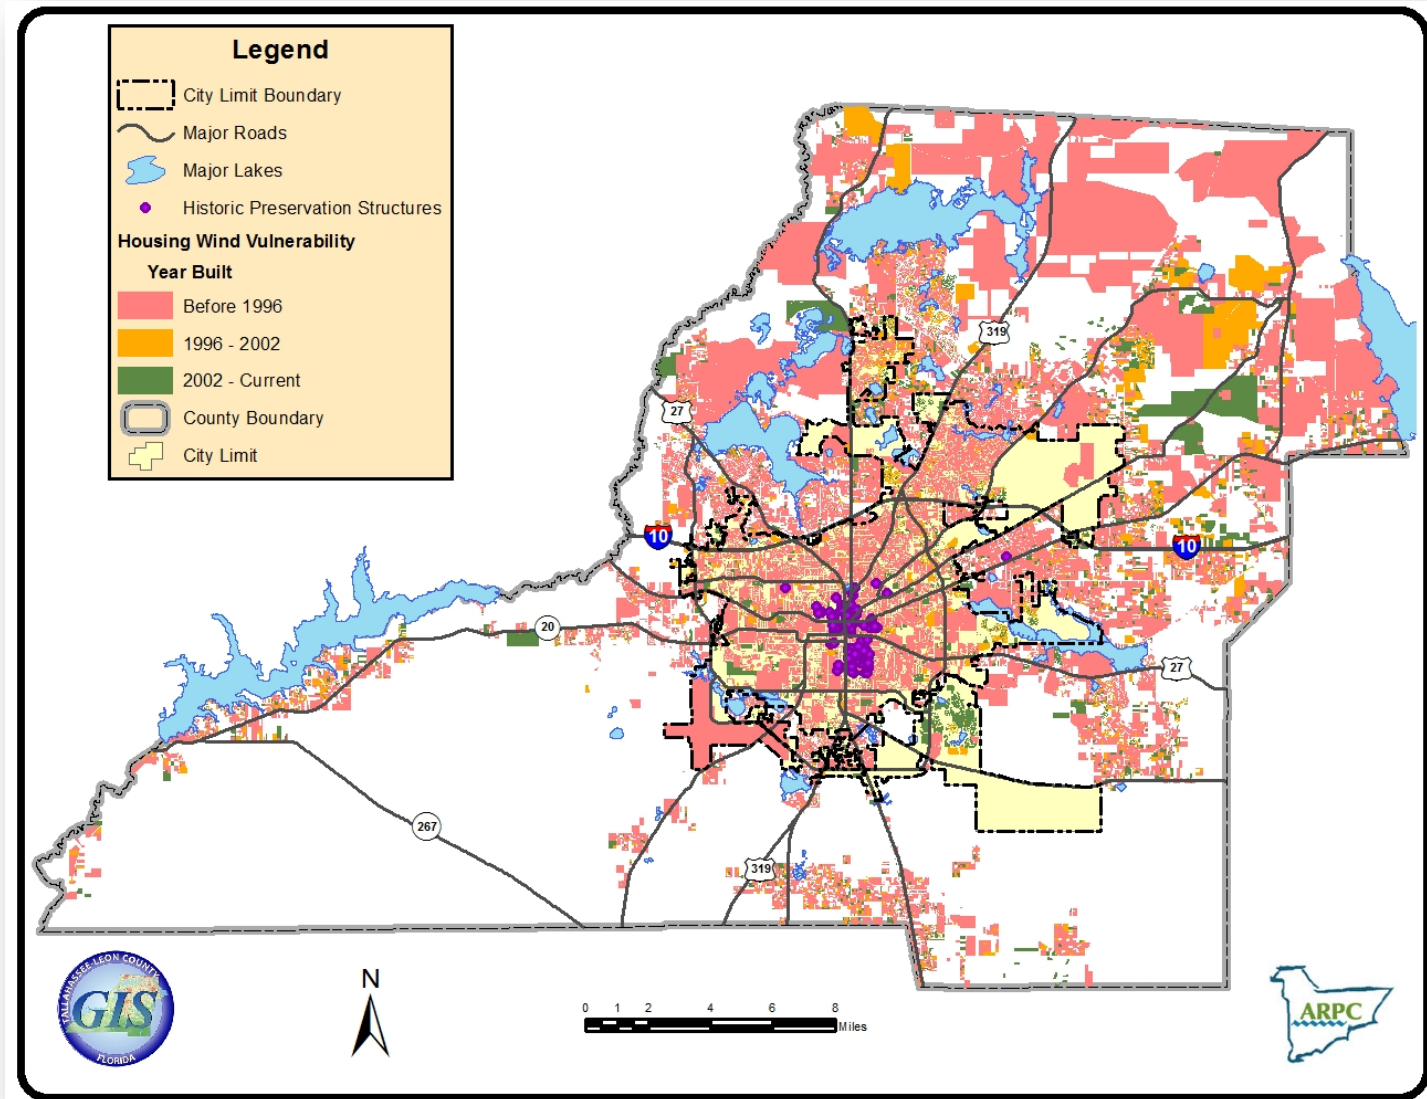 Legend
City Limit Boundary
Major Roads
Major Lakes
Historic Preservation Structures
Housing Wind Vulnerability
Year Built
Before 1996
1996 - 2002
2002 - Current
County Boundary
City Limit
319
27
10
10
20
27
267
319
TALLAHASSEE-LEON COUNTY
GIS
FLORIDA
N
0 1 2 4 6 8
Miles
ARPC